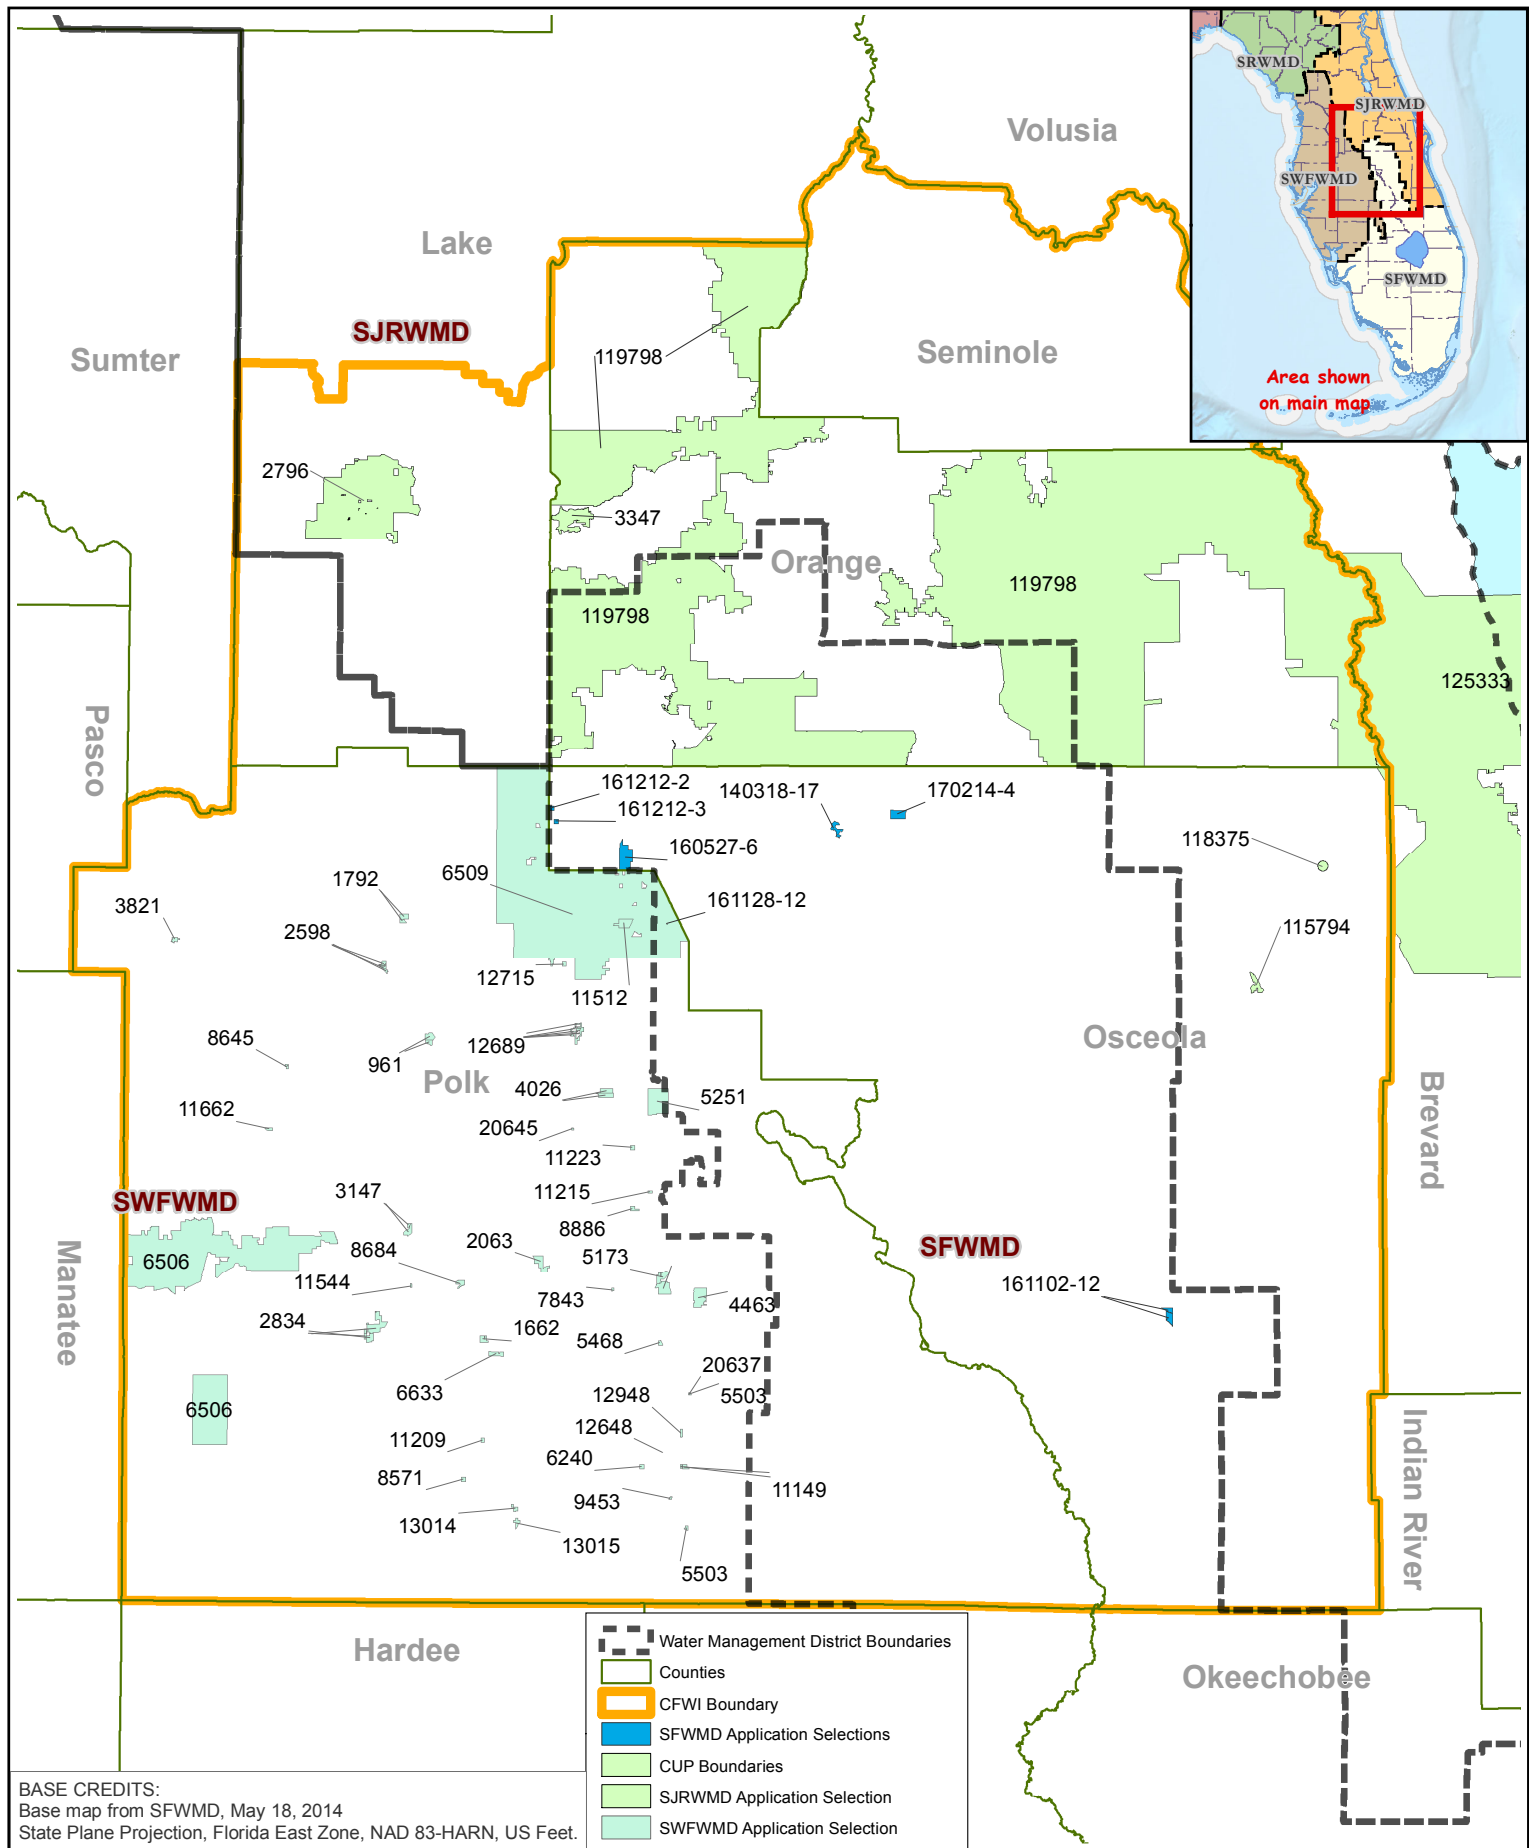 SRWMD
SJRWMD
SWFWMD
SFWMD
Area shown
on main map
Volusia
Lake
SJRWMD
Sumter
Seminole
119798
2796
3347
Orange
119798
119798
125333
Pasco
161212-2
161212-3
140318-17
170214-4
160527-6
118375
6509
1792
3821
161128-12
2598
115794
12715
11512
8645
961
12689
Osceola
Polk
4026
5251
Brevard
11662
20645
11223
SWFWMD
3147
11215
8886
8684
2063
5173
SFWMD
6506
11544
7843
4463
161102-12
Manatee
2834
1662
5468
6633
20637
5503
6506
12948
12648
11209
6240
8571
11149
9453
Indian River
13014
13015
5503
Hardee
Okeechobee
Water Management District Boundaries
Counties
CFWI Boundary
SFWMD Application Selections
CUP Boundaries
SJRWMD Application Selection
SWFWMD Application Selection
BASE CREDITS:
Base map from SFWMD, May 18, 2014
State Plane Projection, Florida East Zone, NAD 83-HARN, US Feet.